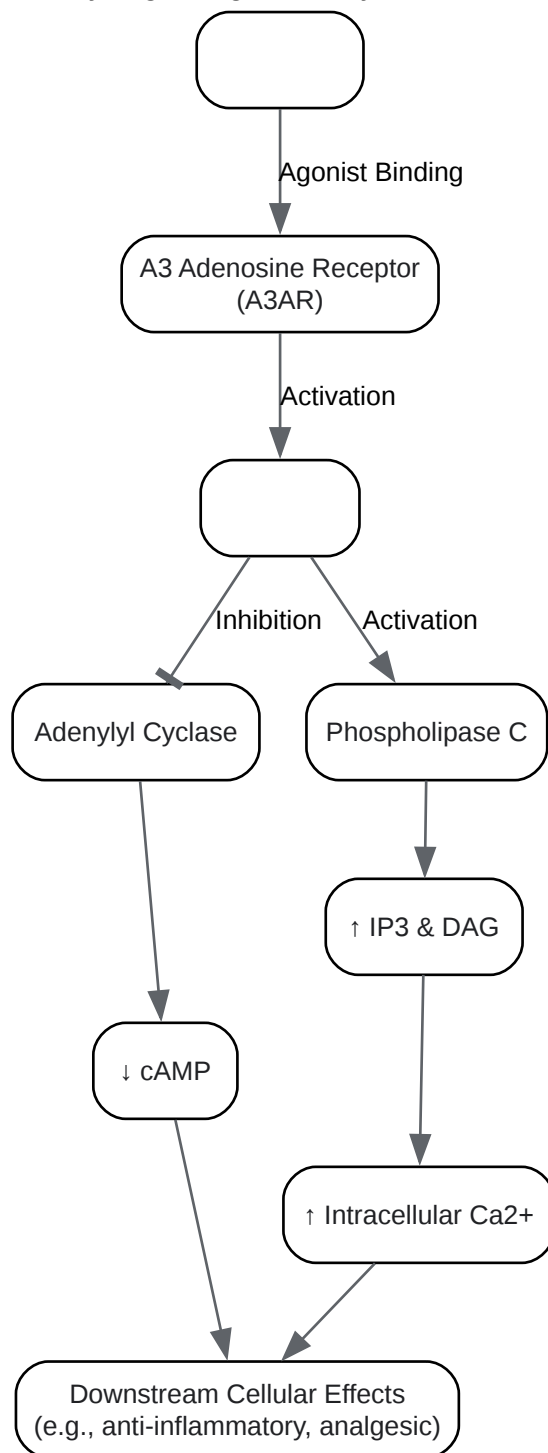 Agonist Binding
A3 Adenosine Receptor
(A3AR)
Activation
Inhibition
Activation
Adenylyl Cyclase
Phospholipase C
↑ IP3 & DAG
↓ cAMP
↑ Intracellular Ca2+
Downstream Cellular Effects
(e.g., anti-inflammatory, analgesic)